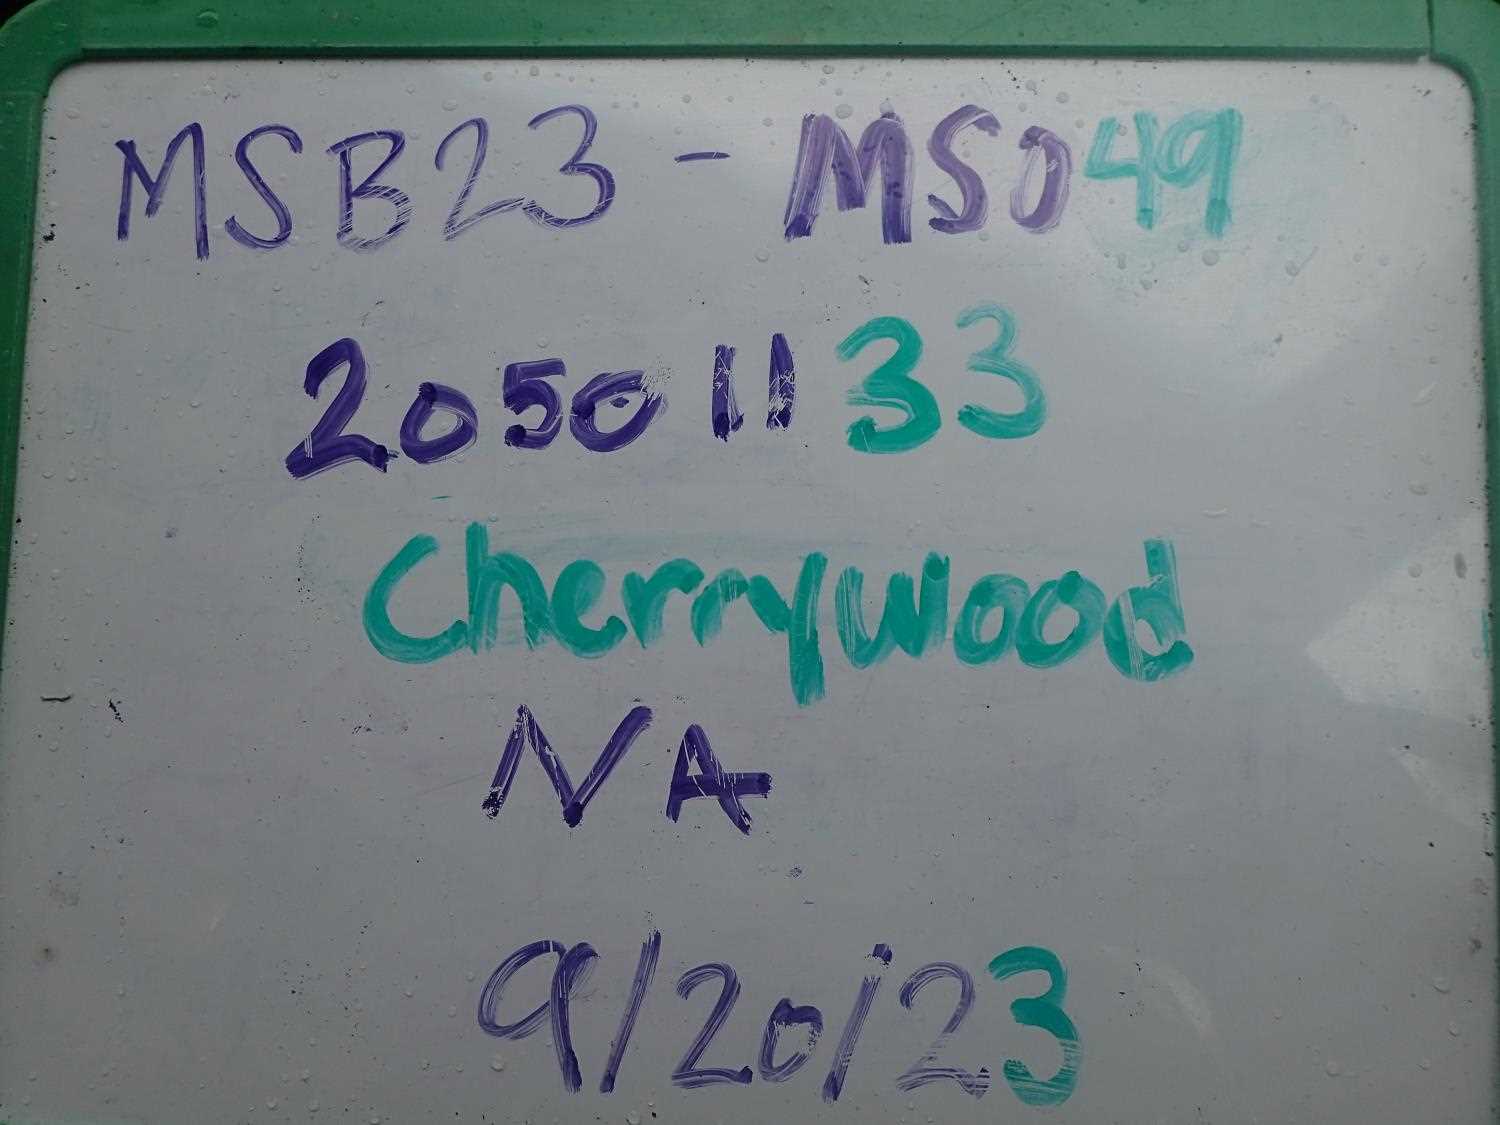 MSB23 - MS049
20501133
Cherrywood
NA
9/20/23